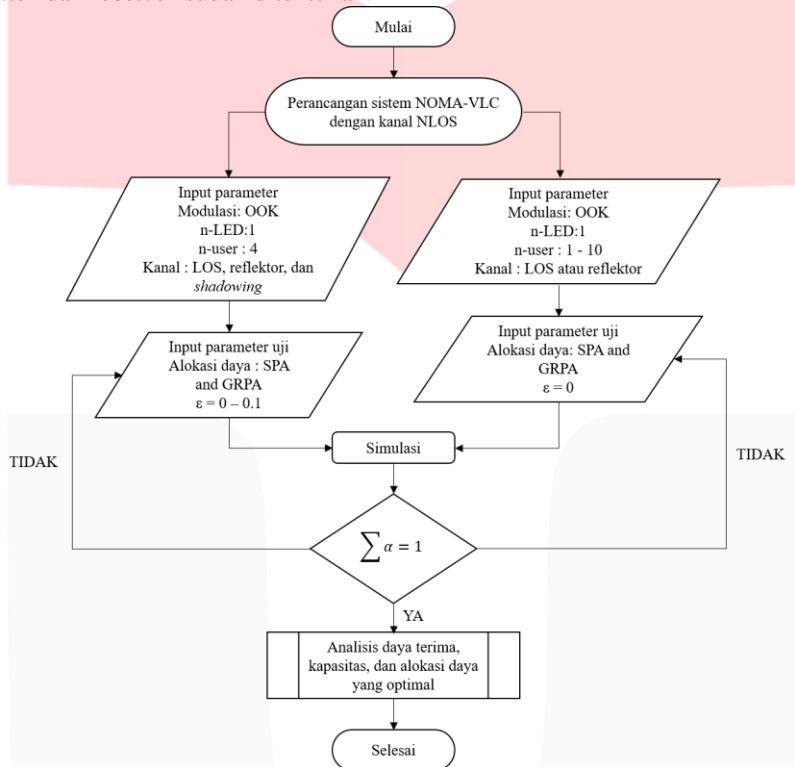 Mulai
Perancangan sistem NOMA-VLC
dengan kanal NLOS
Input parameter
Modulasi: OOK
n-LED:1
n-user : 4
Kanal : LOS, reflektor, dan
shadowing
Input parameter
Modulasi: OOK
n-LED:1
n-user : 1 - 10
Kanal : LOS atau reflektor
Input parameter uji
Alokasi daya : SPA
and GRPA
ε = 0 – 0.1
Input parameter uji
Alokasi daya: SPA and
GRPA
ε = 0
Simulasi
TIDAK
TIDAK
∑ α = 1
YA
Analisis daya terima,
kapasitas, dan alokasi daya
yang optimal
Selesai